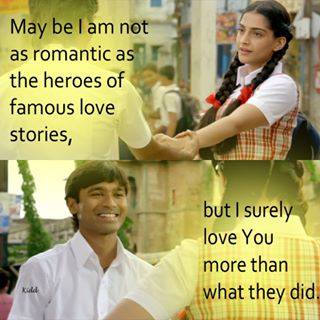 May be I am not
as romantic as
the heroes of
famous love
stories,
but I surely
love You
more than
what they did.
Kidd